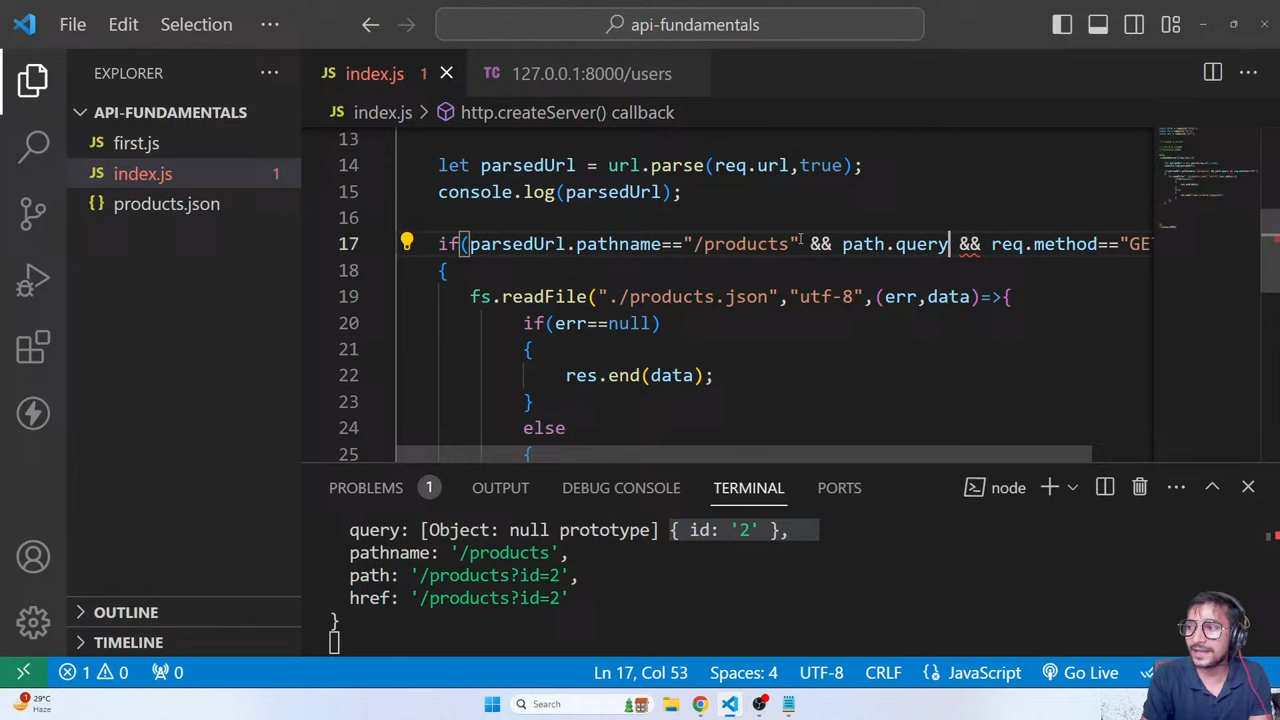 File Edit Selection ··· api-fundamentals
EXPLORER ···
JS index.js 1 TC 127.0.0.1:8000/users
API-FUNDAMENTALS
JS index.js > http.createServer() callback
JS first.js
JS index.js 1
{} products.json
13
14 let parsedUrl = url.parse(req.url,true);
15 console.log(parsedUrl);
16
17 if(parsedUrl.pathname=="/products" && path.query && req.method=="GE
18 {
19 fs.readFile("./products.json","utf-8",(err,data)=>{
20 if(err==null)
21 {
22 res.end(data);
23 }
24 else
25 {
PROBLEMS 1 OUTPUT DEBUG CONSOLE TERMINAL PORTS node
query: [Object: null prototype] { id: '2' },
pathname: '/products',
path: '/products?id=2',
href: '/products?id=2'
}
OUTLINE
TIMELINE
1 0 0 Ln 17, Col 53 Spaces: 4 UTF-8 CRLF {} JavaScript Go Live
1 29°C
Haze
Search